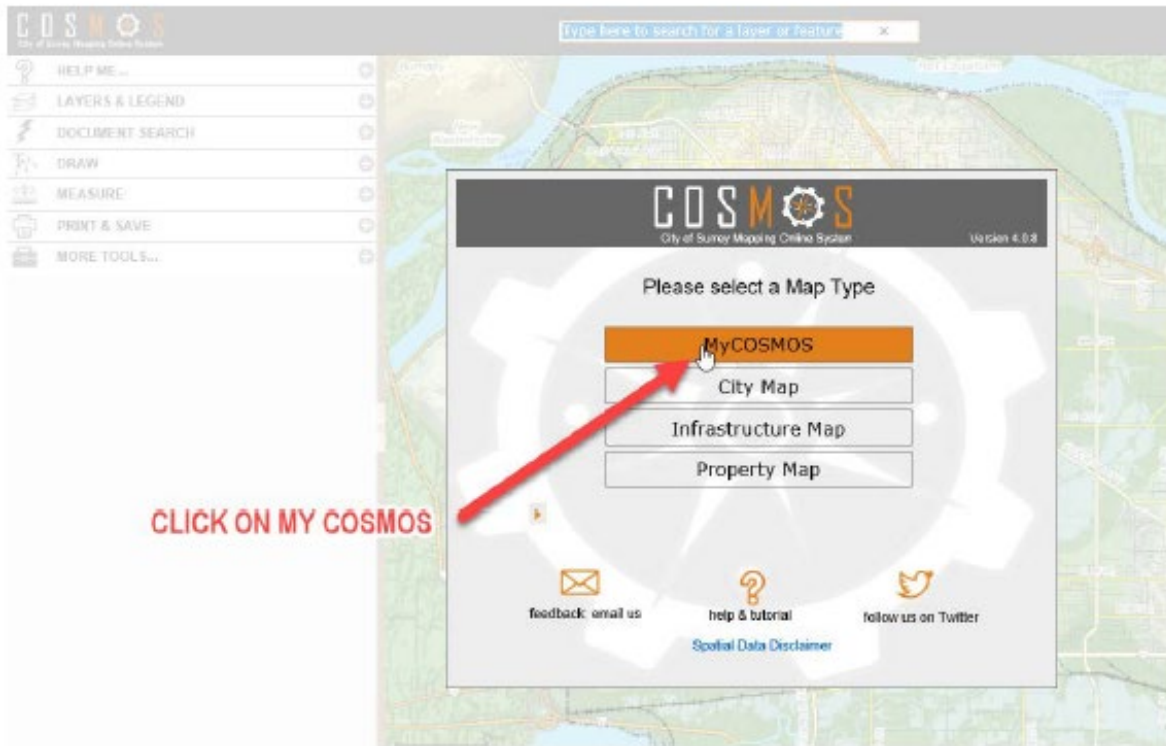 COSMOS
City of Surrey Mapping Online System
Type here to search for a layer or feature ×
HELP ME...
LAYERS & LEGEND
DOCUMENT SEARCH
DRAW
MEASURE
PRINT & SAVE
MORE TOOLS...
COSMOS
City of Surrey Mapping Online System
Version 4.0.8
Please select a Map Type
MyCOSMOS
City Map
Infrastructure Map
Property Map
CLICK ON MY COSMOS
feedback: email us
help & tutorial
follow us on Twitter
Spatial Data Disclaimer